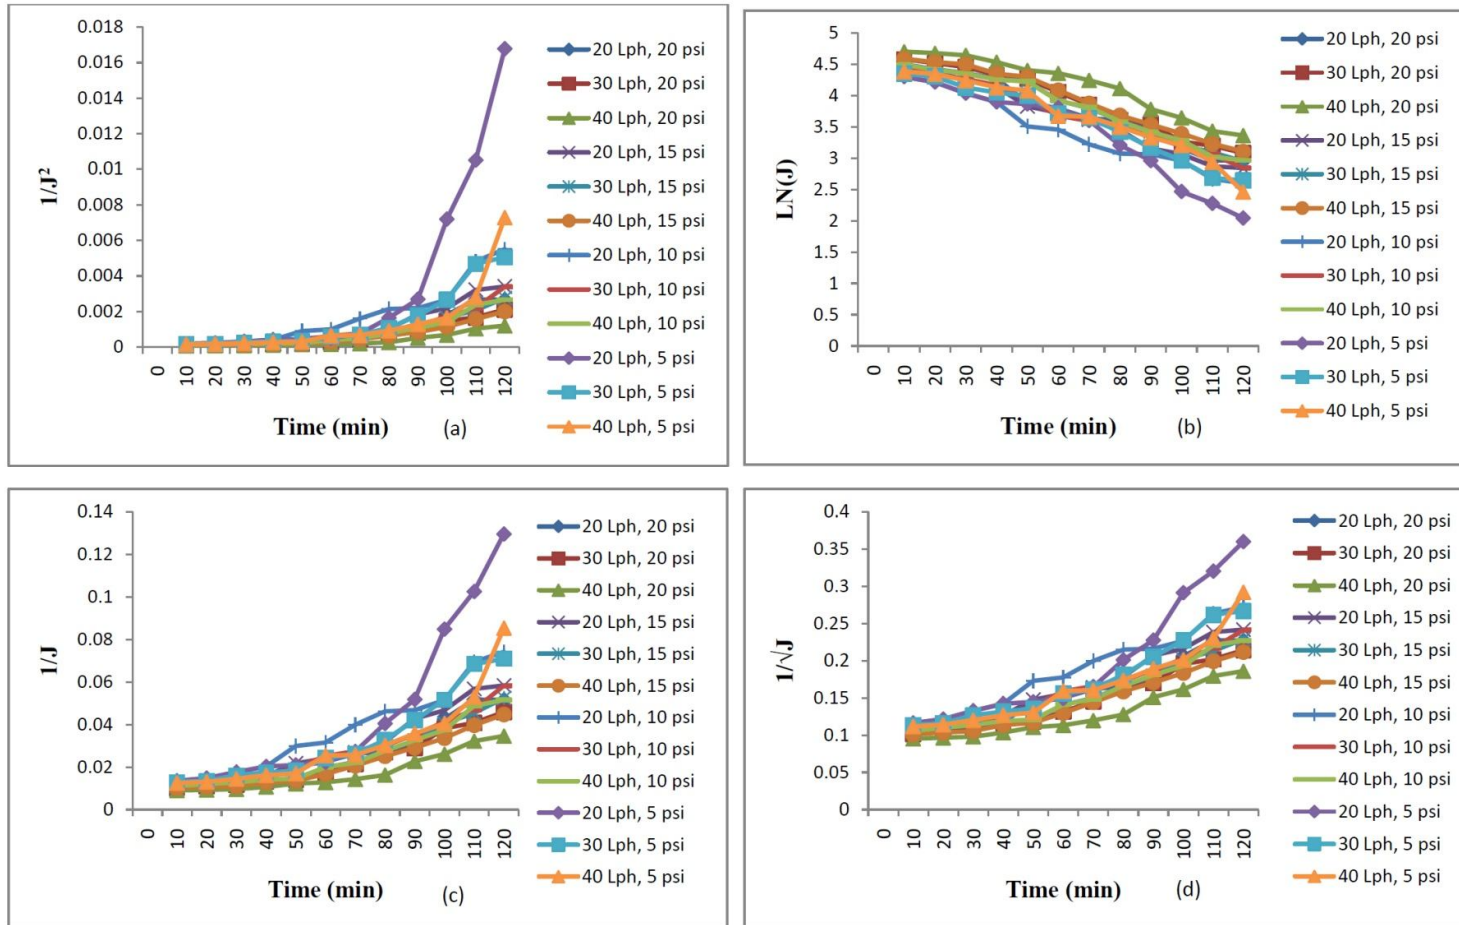 0.018
0.016
0.014
0.012
0.01
0.008
0.006
0.004
0.002
0
1/J²
0 10 20 30 40 50 60 70 80 90 100 110 120
Time (min)
(a)
20 Lph, 20 psi
30 Lph, 20 psi
40 Lph, 20 psi
20 Lph, 15 psi
30 Lph, 15 psi
40 Lph, 15 psi
20 Lph, 10 psi
30 Lph, 10 psi
40 Lph, 10 psi
20 Lph, 5 psi
30 Lph, 5 psi
40 Lph, 5 psi
5
4.5
4
3.5
3
2.5
2
1.5
1
0.5
0
LN(J)
0 10 20 30 40 50 60 70 80 90 100 110 120
Time (min)
(b)
20 Lph, 20 psi
30 Lph, 20 psi
40 Lph, 20 psi
20 Lph, 15 psi
30 Lph, 15 psi
40 Lph, 15 psi
20 Lph, 10 psi
30 Lph, 10 psi
40 Lph, 10 psi
20 Lph, 5 psi
30 Lph, 5 psi
40 Lph, 5 psi
0.14
0.12
0.1
0.08
0.06
0.04
0.02
0
1/J
0 10 20 30 40 50 60 70 80 90 100 110 120
Time (min)
(c)
20 Lph, 20 psi
30 Lph, 20 psi
40 Lph, 20 psi
20 Lph, 15 psi
30 Lph, 15 psi
40 Lph, 15 psi
20 Lph, 10 psi
30 Lph, 10 psi
40 Lph, 10 psi
20 Lph, 5 psi
30 Lph, 5 psi
40 Lph, 5 psi
0.4
0.35
0.3
0.25
0.2
0.15
0.1
0.05
0
1/√J
0 10 20 30 40 50 60 70 80 90 100 110 120
Time (min)
(d)
20 Lph, 20 psi
30 Lph, 20 psi
40 Lph, 20 psi
20 Lph, 15 psi
30 Lph, 15 psi
40 Lph, 15 psi
20 Lph, 10 psi
30 Lph, 10 psi
40 Lph, 10 psi
20 Lph, 5 psi
30 Lph, 5 psi
40 Lph, 5 psi